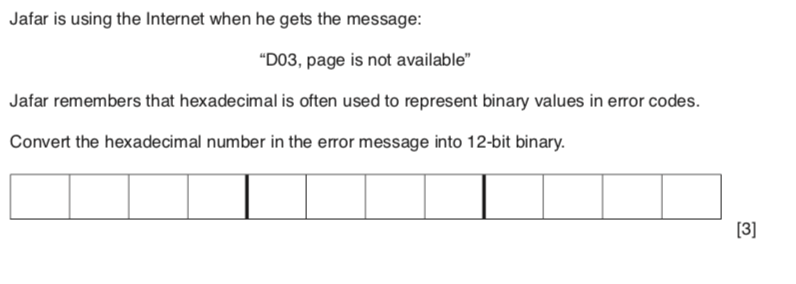 Jafar is using the Internet when he gets the message:
“D03, page is not available”
Jafar remembers that hexadecimal is often used to represent binary values in error codes.
Convert the hexadecimal number in the error message into 12-bit binary.
[3]